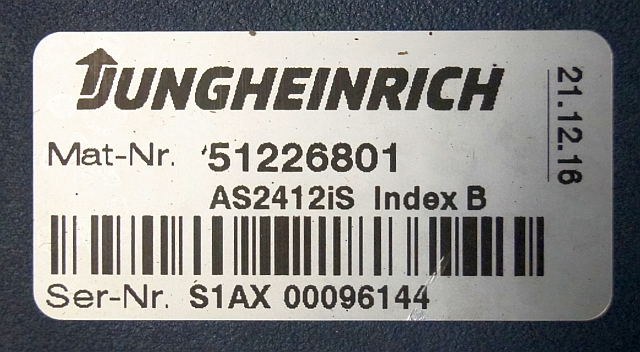 JUNGHEINRICH
Mat-Nr. 51226801
AS2412iS Index B
Ser-Nr. S1AX 00096144
21.12.16